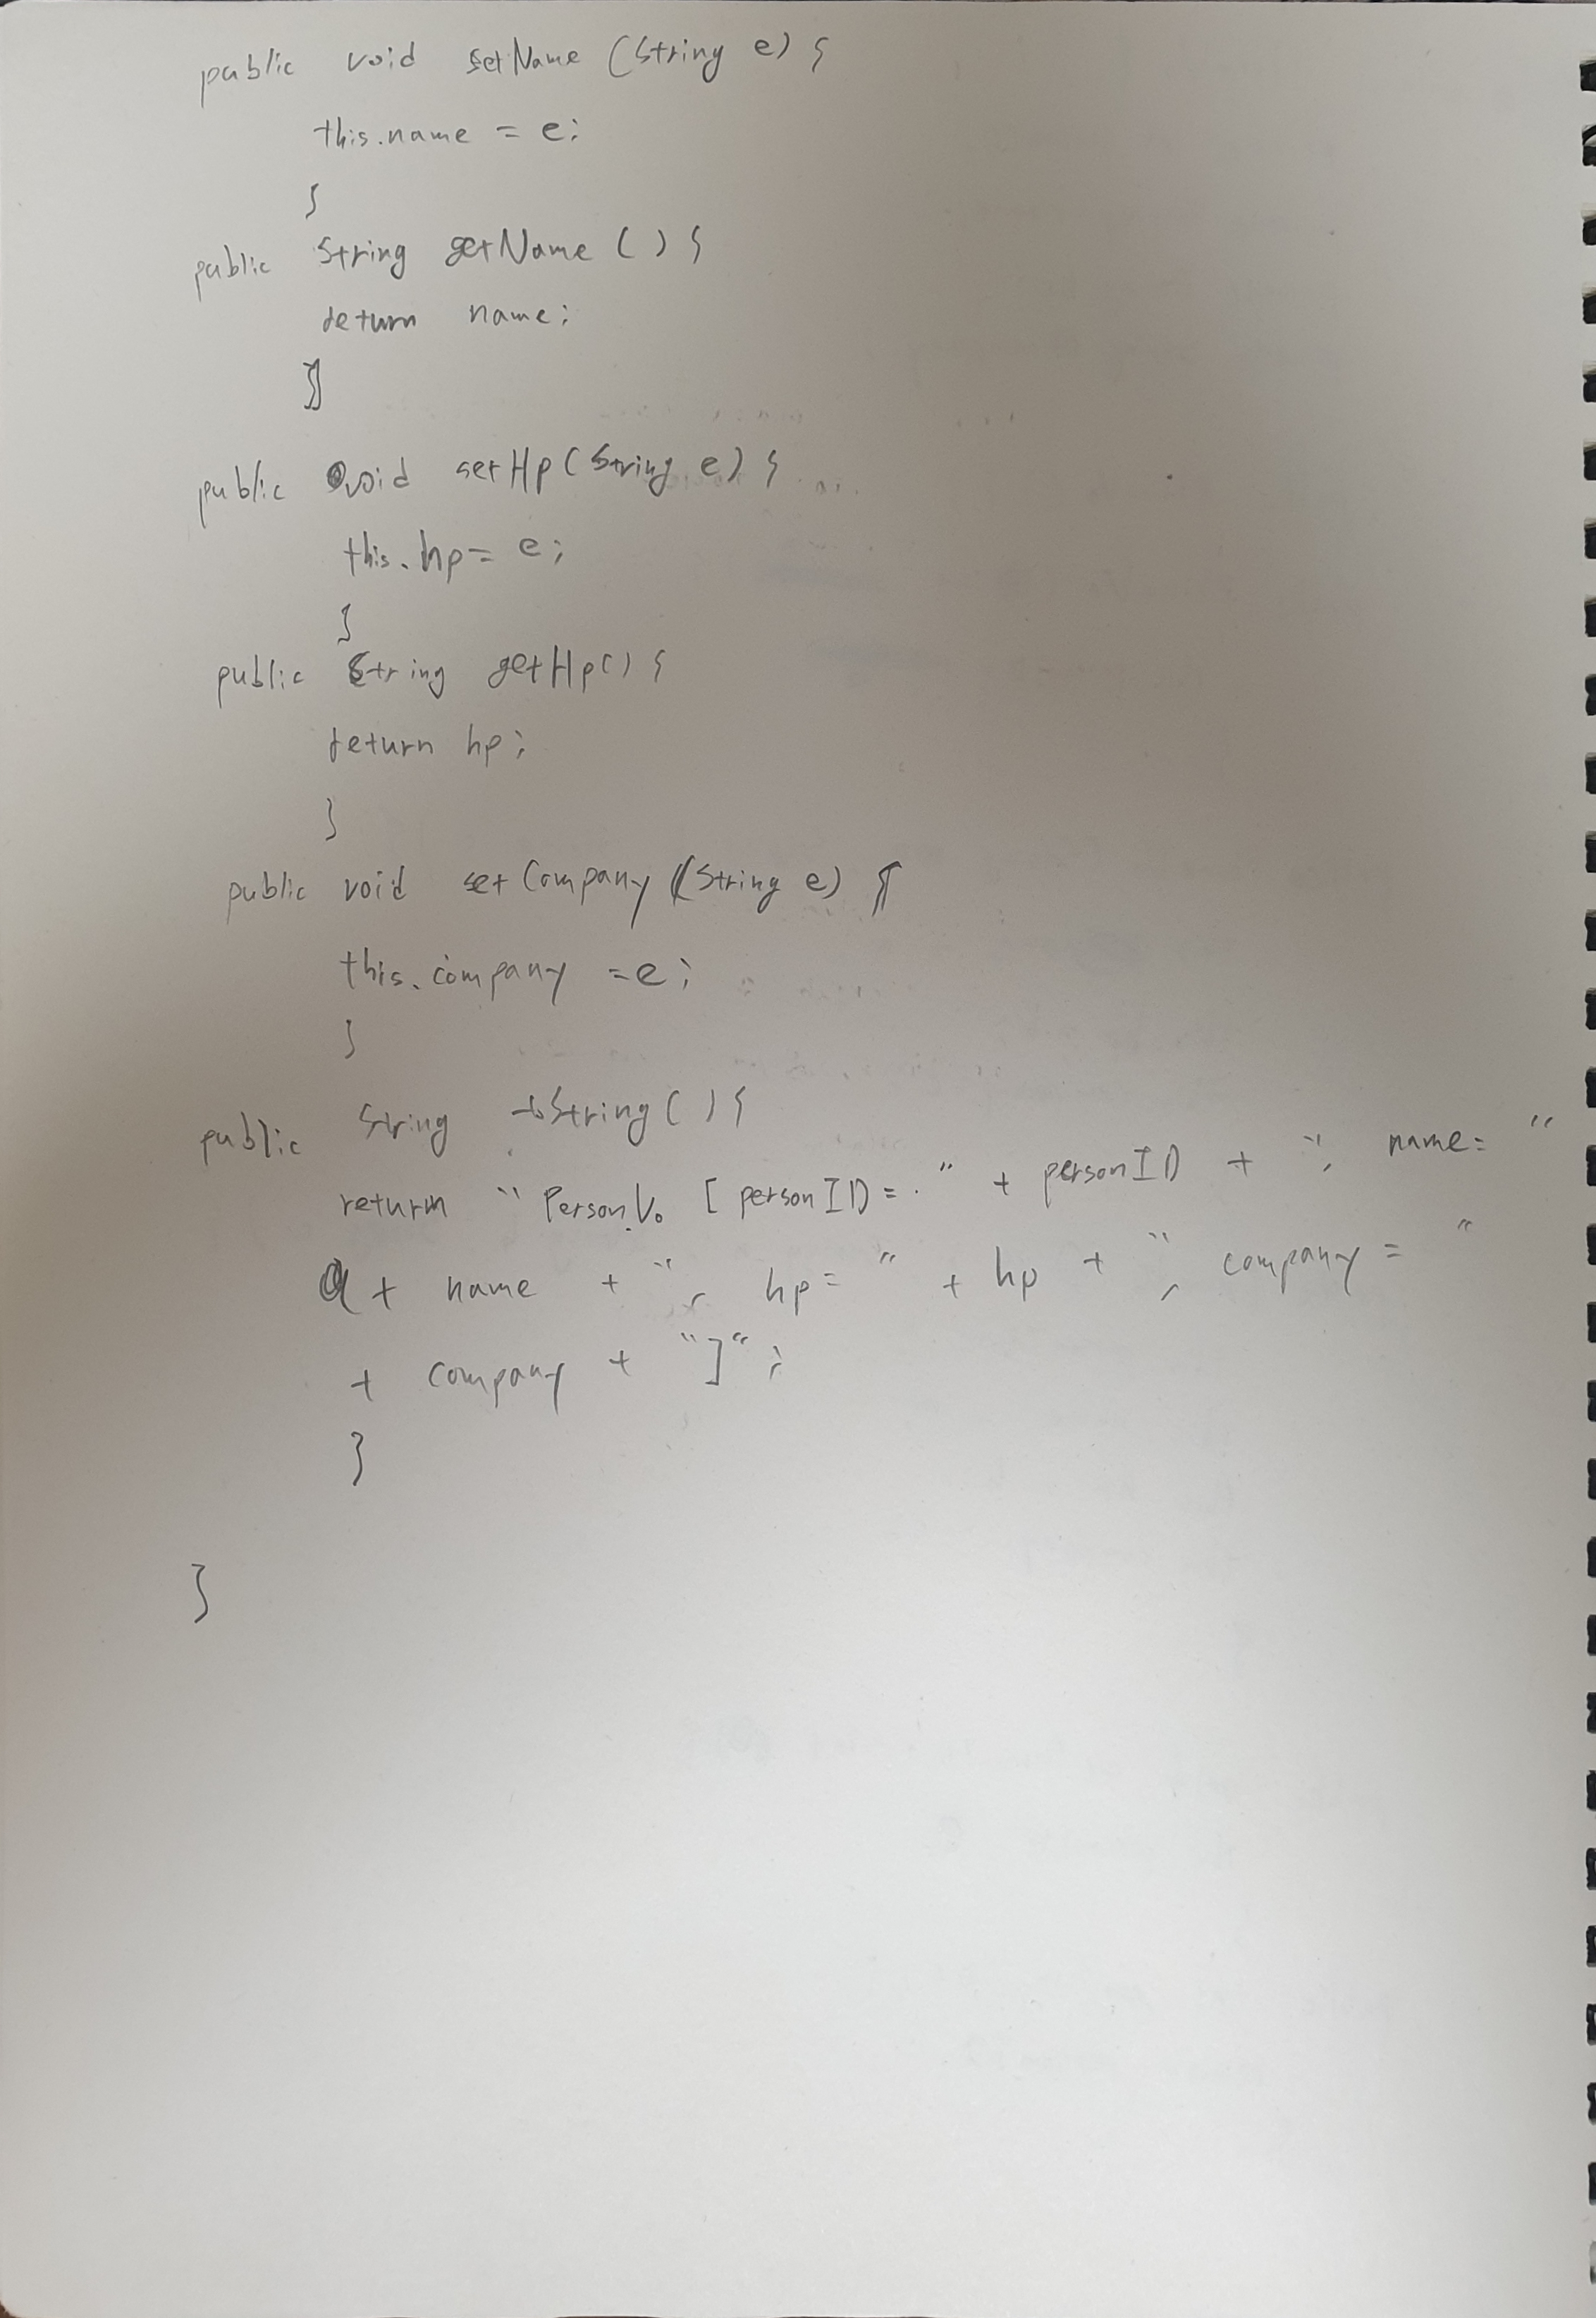 public void setName (String e) {
this.name = e;
}
public String getName () {
return name;
}
public void setHp (String e) {
this.hp = e;
}
public String getHp() {
return hp;
}
public void setCompany (String e) {
this.company = e;
}
public String toString () {
return "PersonVo [personID = " + personID + ", name = "
+ name + ", hp = " + hp + ", company = "
+ company + "]";
}
}